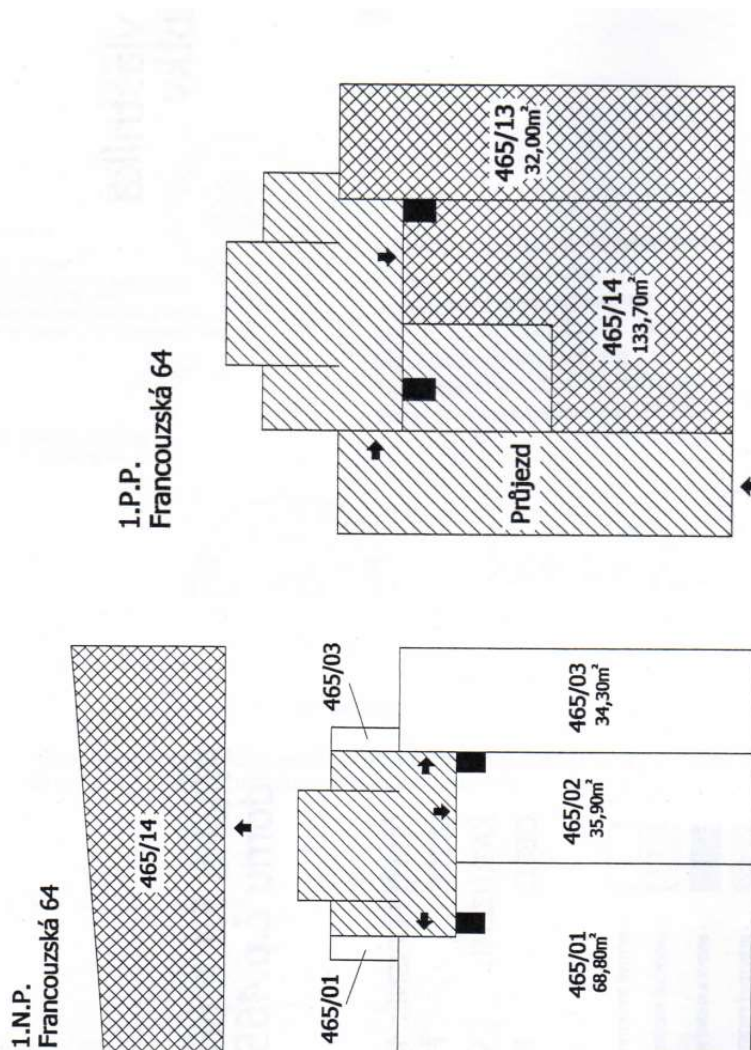 1.N.P.
Francouzská 64
465/14
465/01
465/03
465/01
68,80m²
465/02
35,90m²
465/03
34,30m²
1.P.P.
Francouzská 64
Průjezd
465/14
133,70m²
465/13
32,00m²